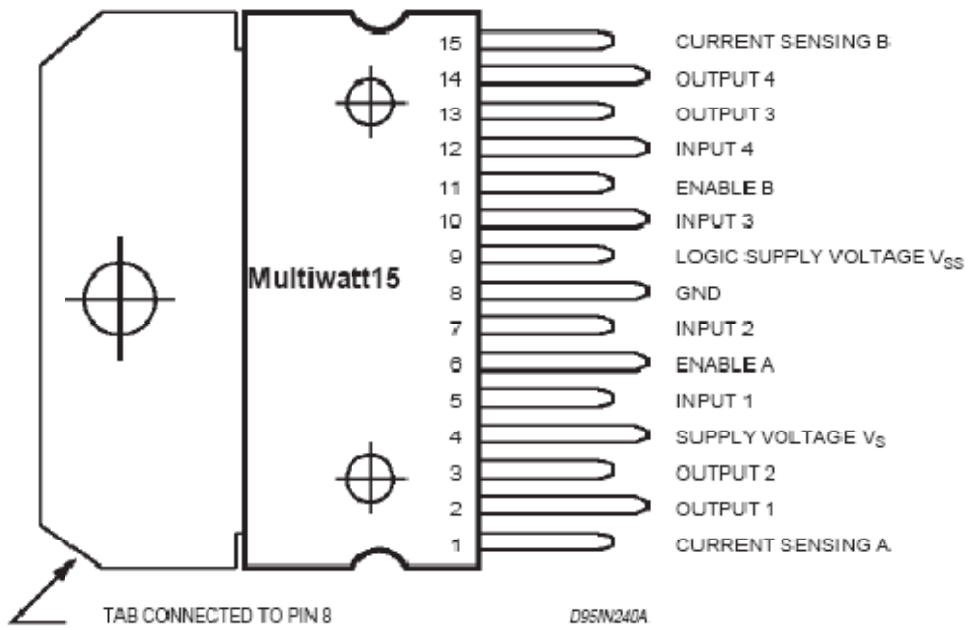 15 CURRENT SENSING B
14 OUTPUT 4
13 OUTPUT 3
12 INPUT 4
11 ENABLE B
10 INPUT 3
9 LOGIC SUPPLY VOLTAGE VSS
Multiwatt15
8 GND
7 INPUT 2
6 ENABLE A
5 INPUT 1
4 SUPPLY VOLTAGE VS
3 OUTPUT 2
2 OUTPUT 1
1 CURRENT SENSING A
TAB CONNECTED TO PIN 8
D95IN240A